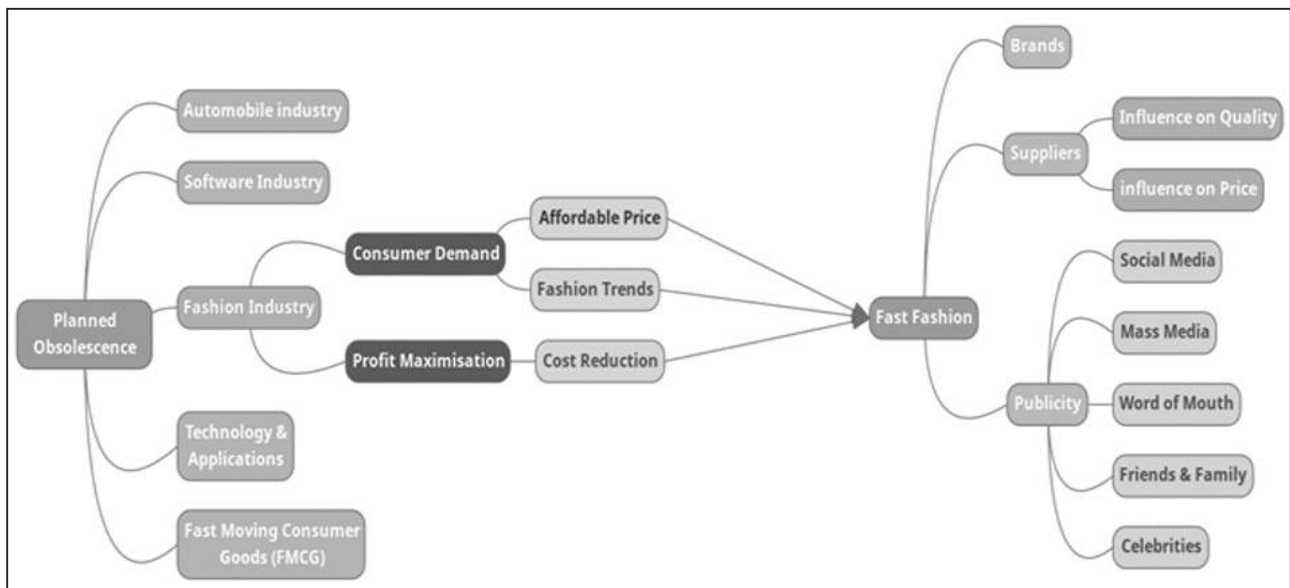 Planned
Obsolescence
Automobile industry
Software Industry
Fashion Industry
Technology &
Applications
Fast Moving Consumer
Goods (FMCG)
Consumer Demand
Profit Maximisation
Affordable Price
Fashion Trends
Cost Reduction
Fast Fashion
Brands
Suppliers
Influence on Quality
influence on Price
Publicity
Social Media
Mass Media
Word of Mouth
Friends & Family
Celebrities